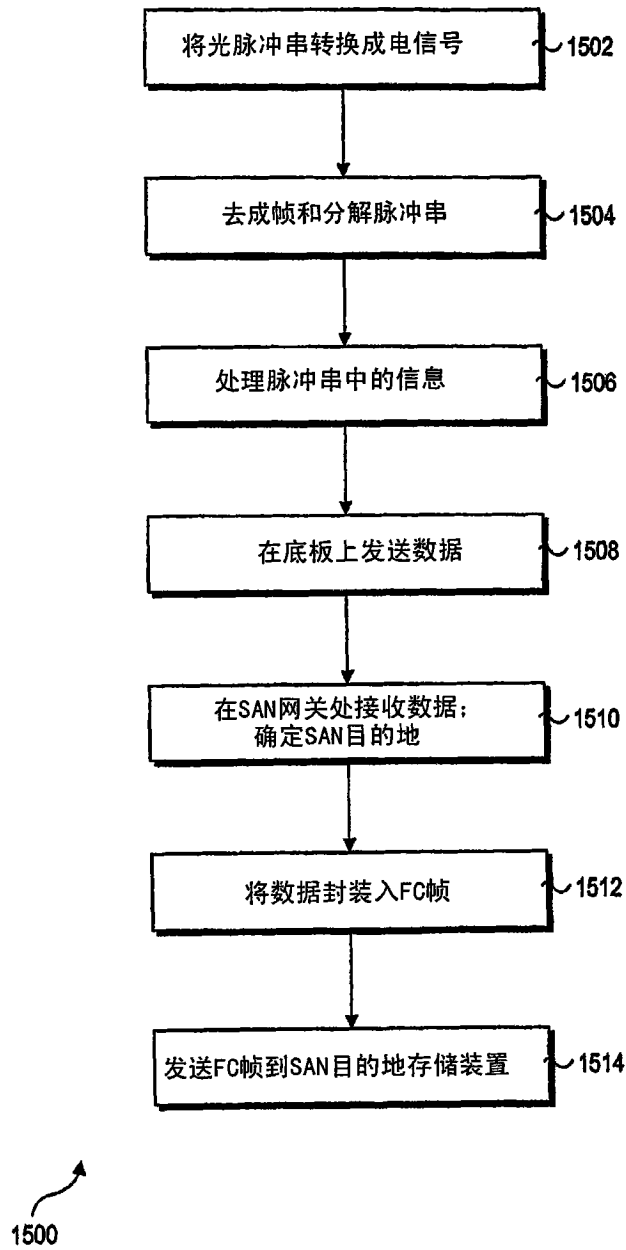 将光脉冲串转换成电信号
1502
去成帧和分解脉冲串
1504
处理脉冲串中的信息
1506
在底板上发送数据
1508
在SAN网关处接收数据；
确定SAN目的地
1510
将数据封装入FC帧
1512
发送FC帧到SAN目的地存储装置
1514
1500